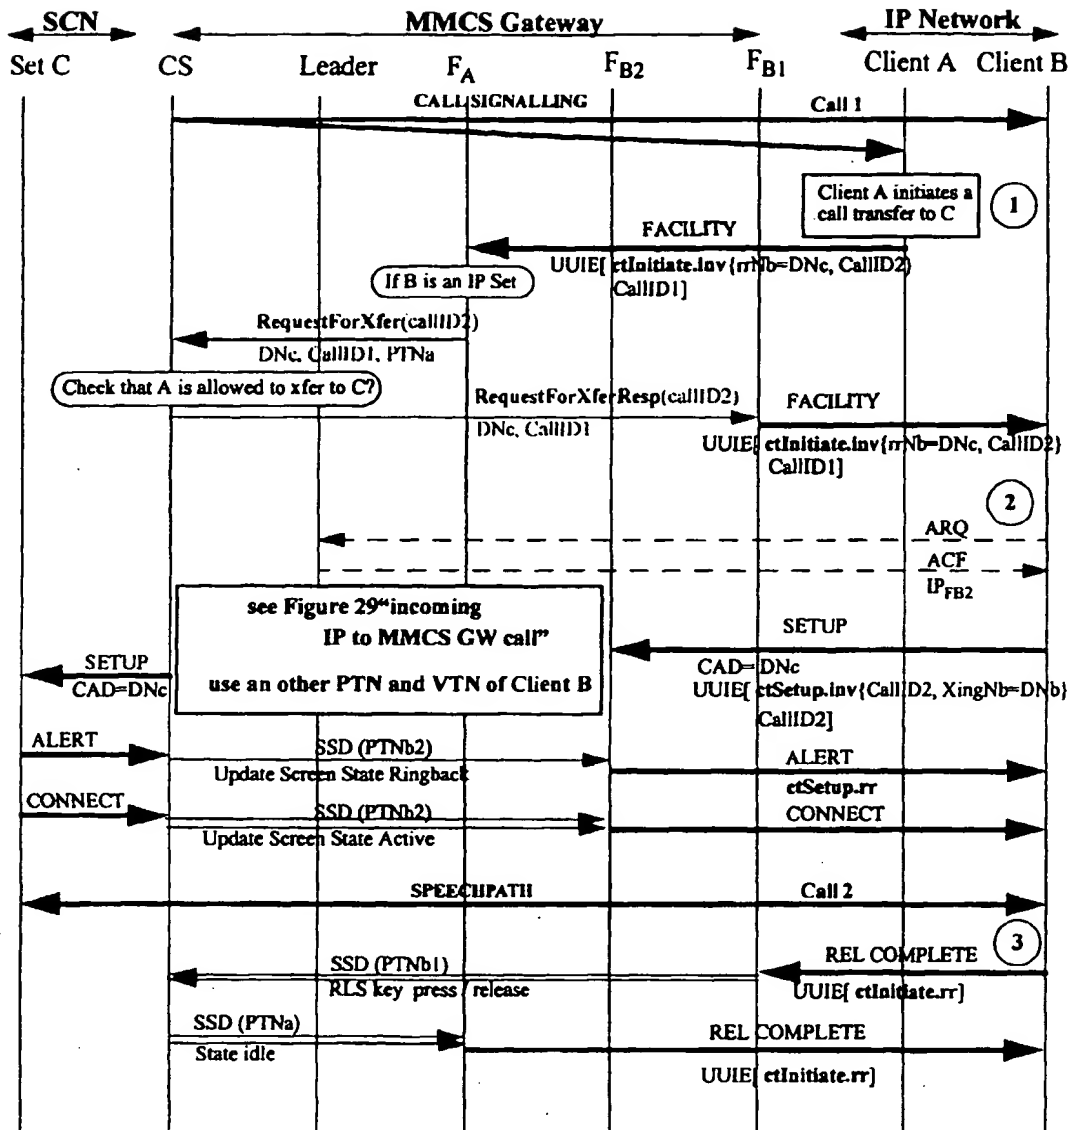 SCN MMCS Gateway IP Network
Set C CS Leader FA FB2 FB1 Client A Client B
CALL SIGNALLING Call 1
Client A initiates a
call transfer to C
1
FACILITY
UUIE[ ctInitiate.inv{rrNb=DNc, CallID2}
CallID1]
If B is an IP Set
RequestForXfer(callID2)
DNc, CallID1, PTNa
Check that A is allowed to xfer to C?
RequestForXferResp(callID2)
DNc, CallID1
FACILITY
UUIE[ ctInitiate.inv{rrNb=DNc, CallID2}
CallID1]
2
ARQ
ACF
IPFB2
see Figure 29“incoming
IP to MMCS GW call”
use an other PTN and VTN of Client B
SETUP
CAD=DNc
UUIE[ ctSetup.inv{CallID2, XingNb=DNb}
CallID2]
SETUP
CAD=DNc
ALERT
SSD (PTNb2)
Update Screen State Ringback
ALERT
ctSetup.rr
CONNECT
SSD (PTNb2)
Update Screen State Active
CONNECT
SPEECHPATH Call 2
3
REL COMPLETE
UUIE[ ctInitiate.rr]
SSD (PTNb1)
RLS key press / release
SSD (PTNa)
State idle
REL COMPLETE
UUIE[ ctInitiate.rr]